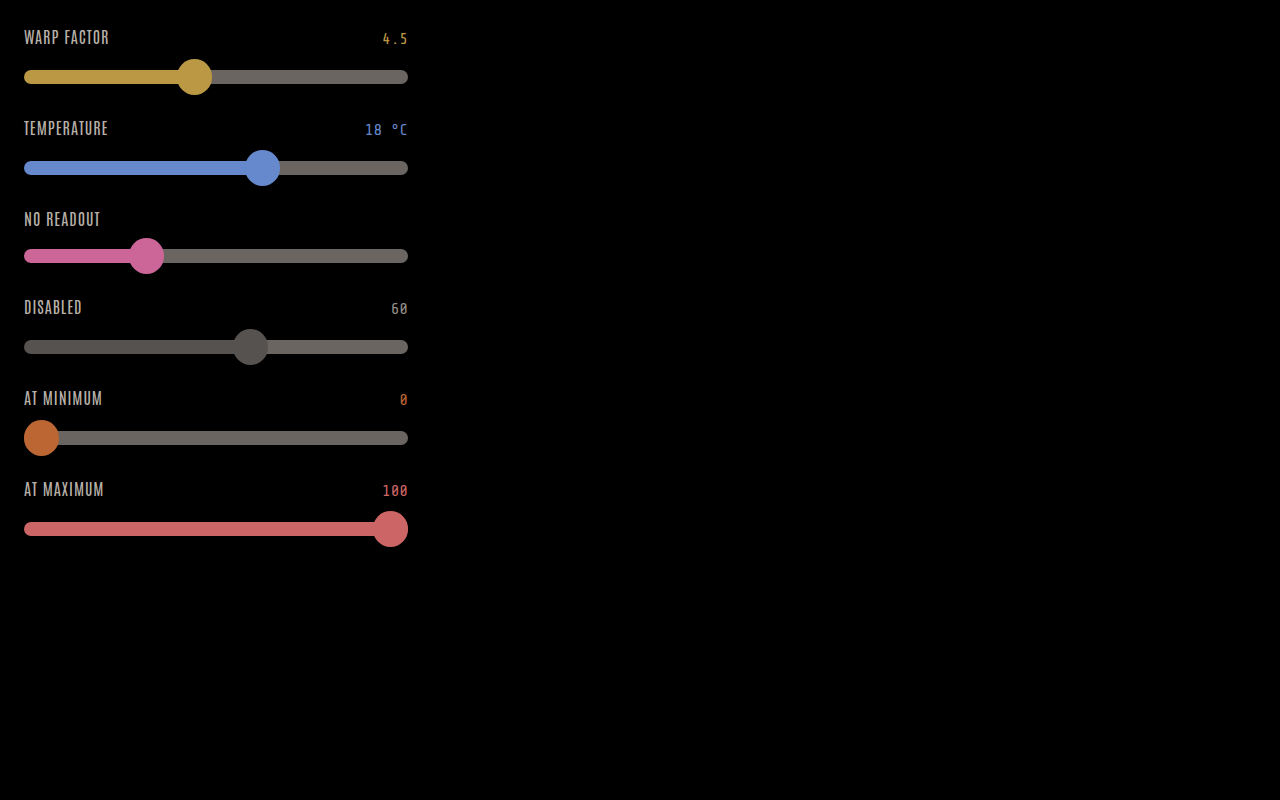 WARP FACTOR 4.5
TEMPERATURE 18 °C
NO READOUT
DISABLED 60
AT MINIMUM 0
AT MAXIMUM 100